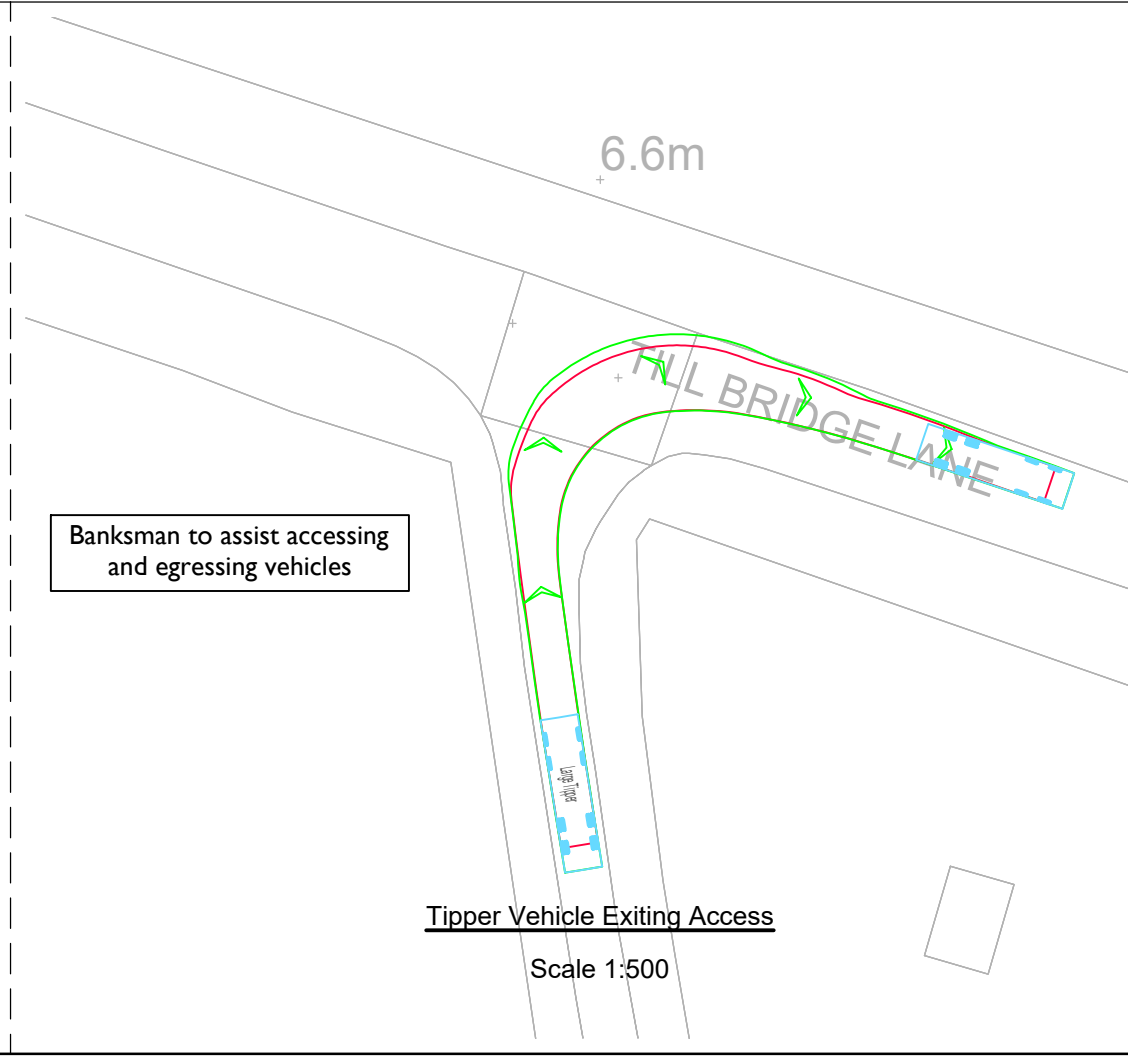 6.6m
TILL BRIDGE LANE
Banksman to assist accessing
and egressing vehicles
Large Tipper
Tipper Vehicle Exiting Access
Scale 1:500